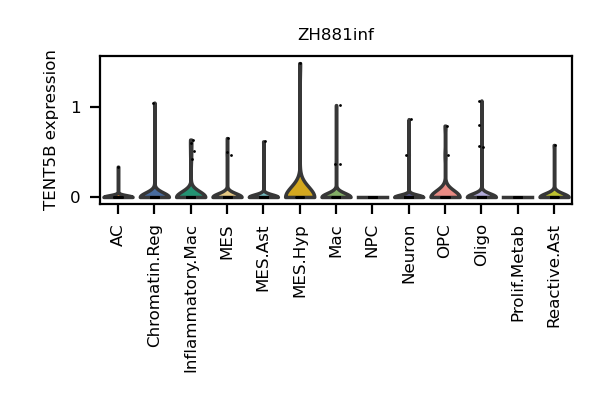 ZH881inf
TENT5B expression
1
0
AC
Chromatin.Reg
Inflammatory.Mac
MES
MES.Ast
MES.Hyp
Mac
NPC
Neuron
OPC
Oligo
Prolif.Metab
Reactive.Ast